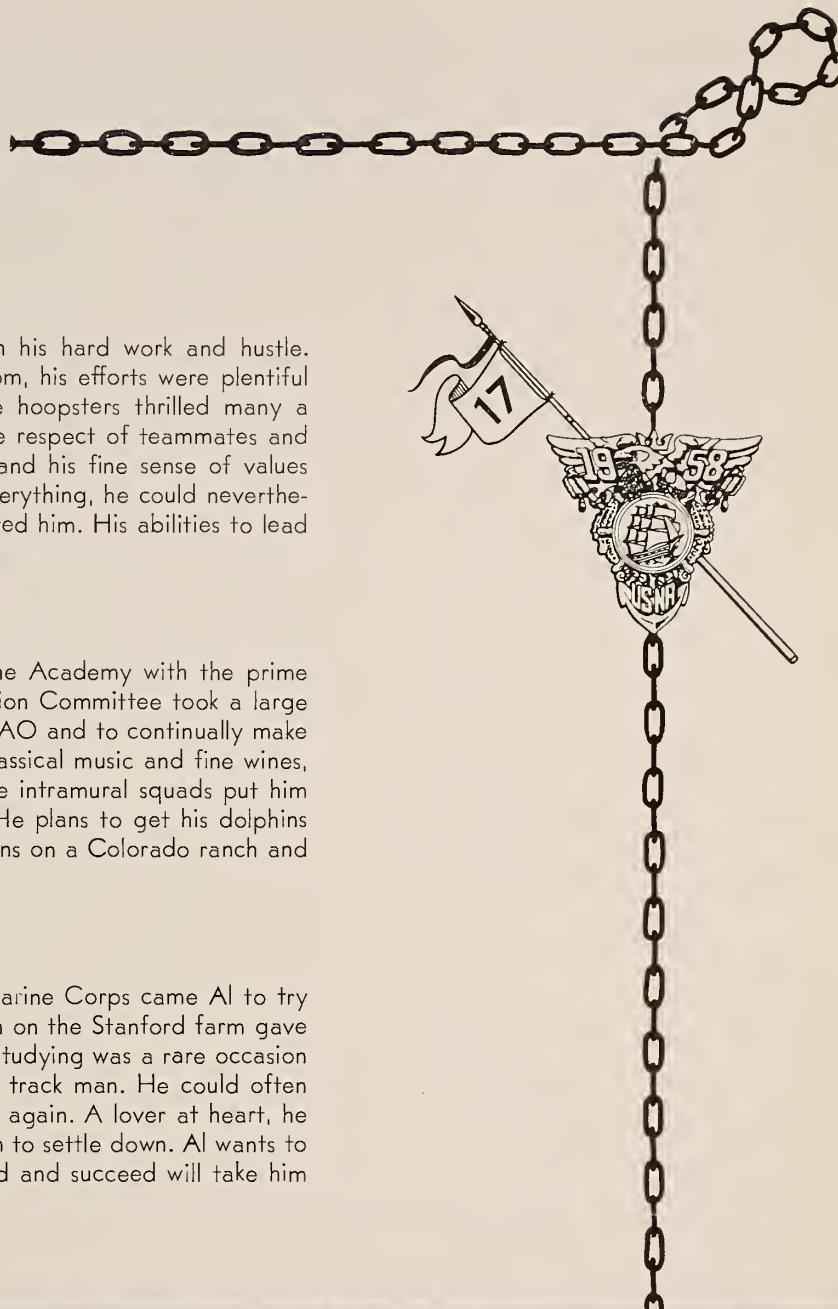 his hard work and hustle.
om, his efforts were plentiful
hoopsters thrilled many a
respect of teammates and
and his fine sense of values
erything, he could neverthe-
ed him. His abilities to lead
ne Academy with the prime
ion Committee took a large
AO and to continually make
assical music and fine wines,
intramural squads put him
He plans to get his dolphins
ns on a Colorado ranch and
arine Corps came Al to try
on the Stanford farm gave
tudying was a rare occasion
track man. He could often
again. A lover at heart, he
to settle down. Al wants to
d and succeed will take him
17
19 58
USNA